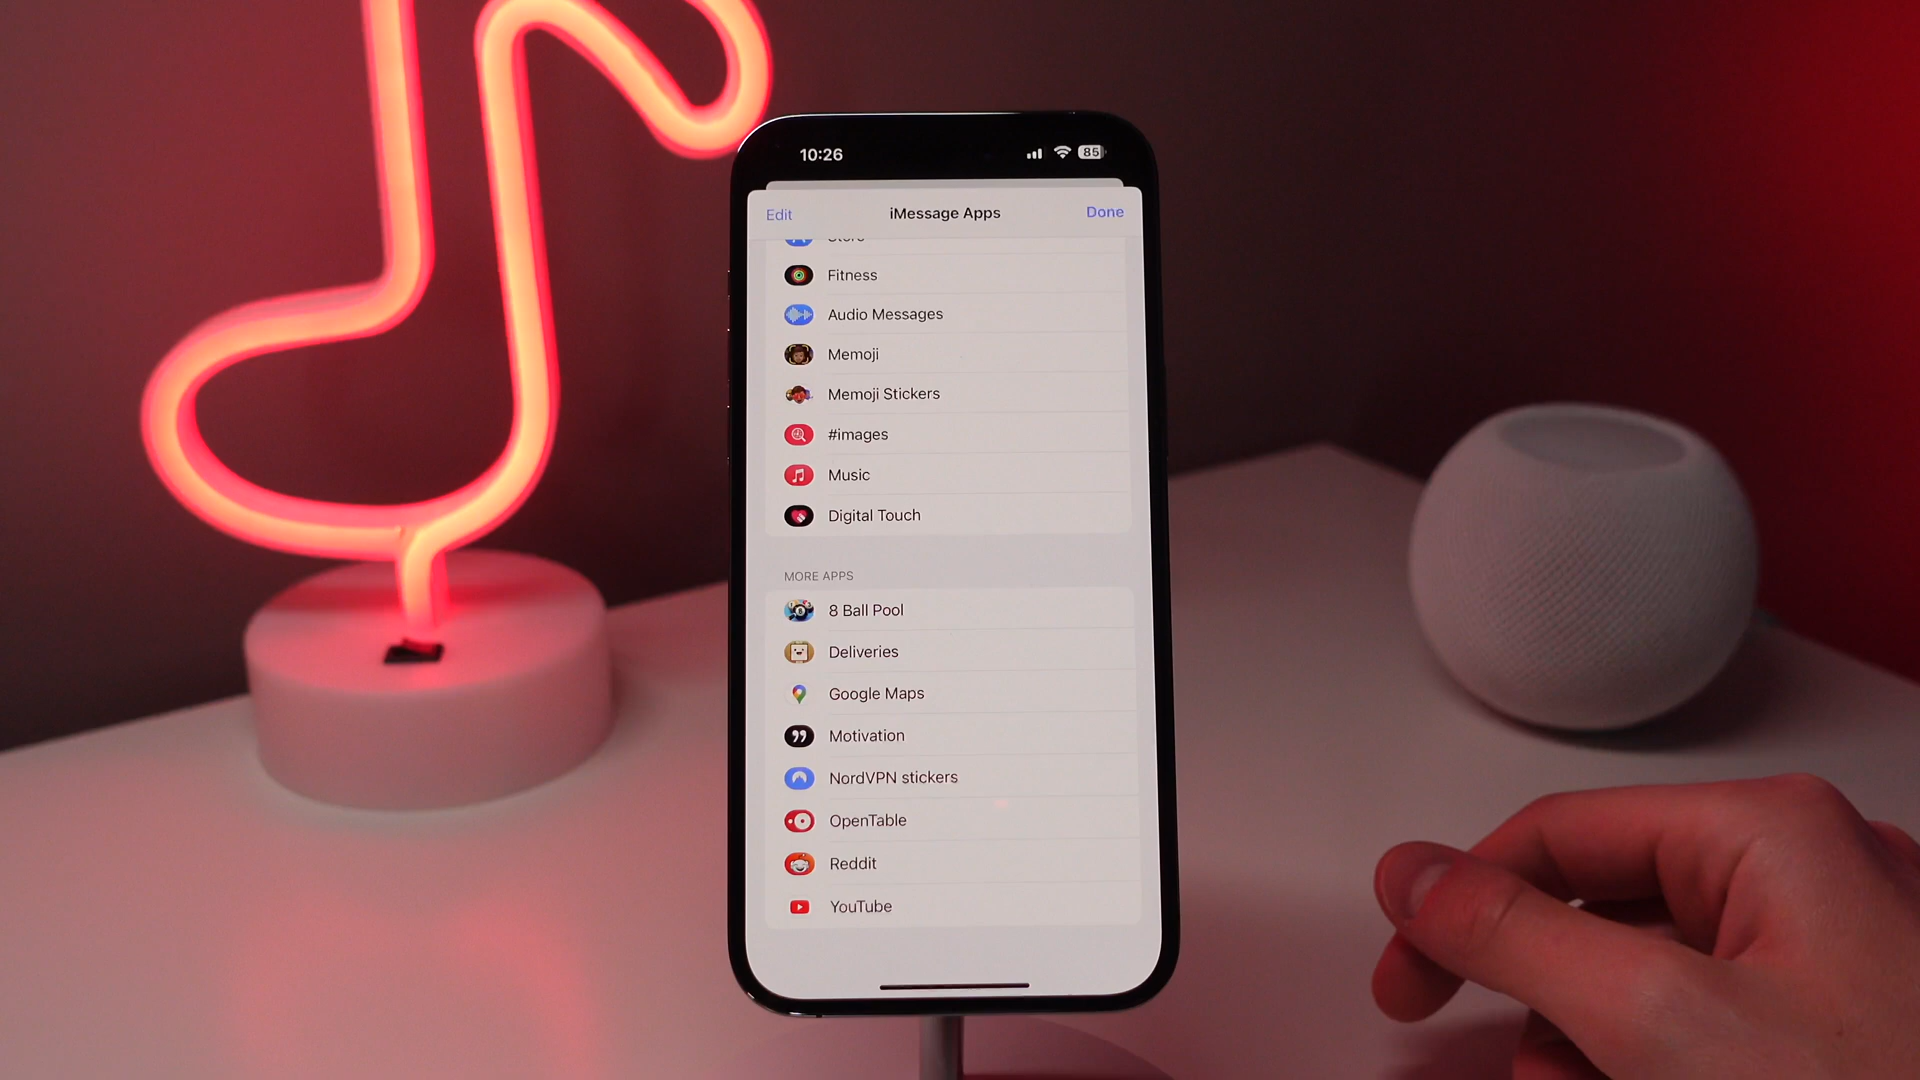 10:26
85
Edit
iMessage Apps
Done
Store
Fitness
Audio Messages
Memoji
Memoji Stickers
#images
Music
Digital Touch
MORE APPS
8 Ball Pool
Deliveries
Google Maps
Motivation
NordVPN stickers
OpenTable
Reddit
YouTube